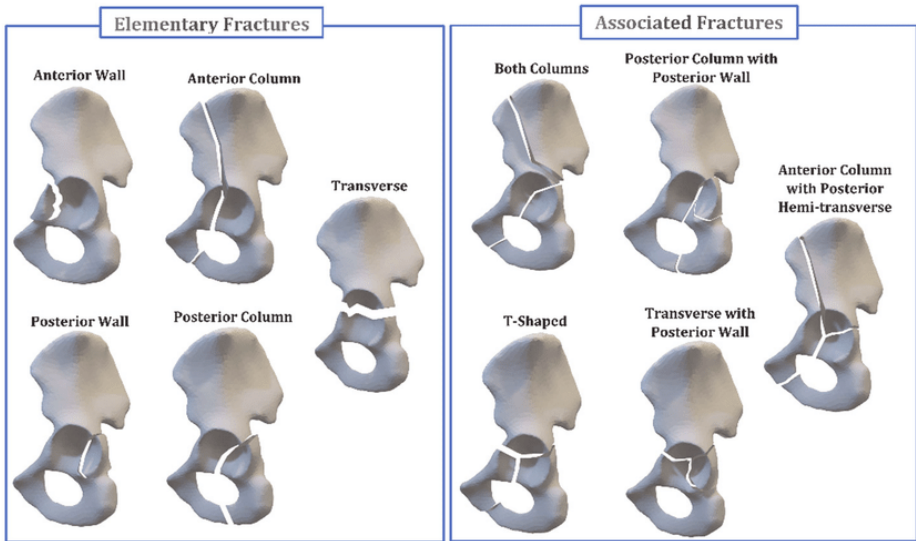 Elementary Fractures
Anterior Wall
Anterior Column
Transverse
Posterior Wall
Posterior Column
Associated Fractures
Both Columns
Posterior Column with
Posterior Wall
Anterior Column
with Posterior
Hemi-transverse
T-Shaped
Transverse with
Posterior Wall